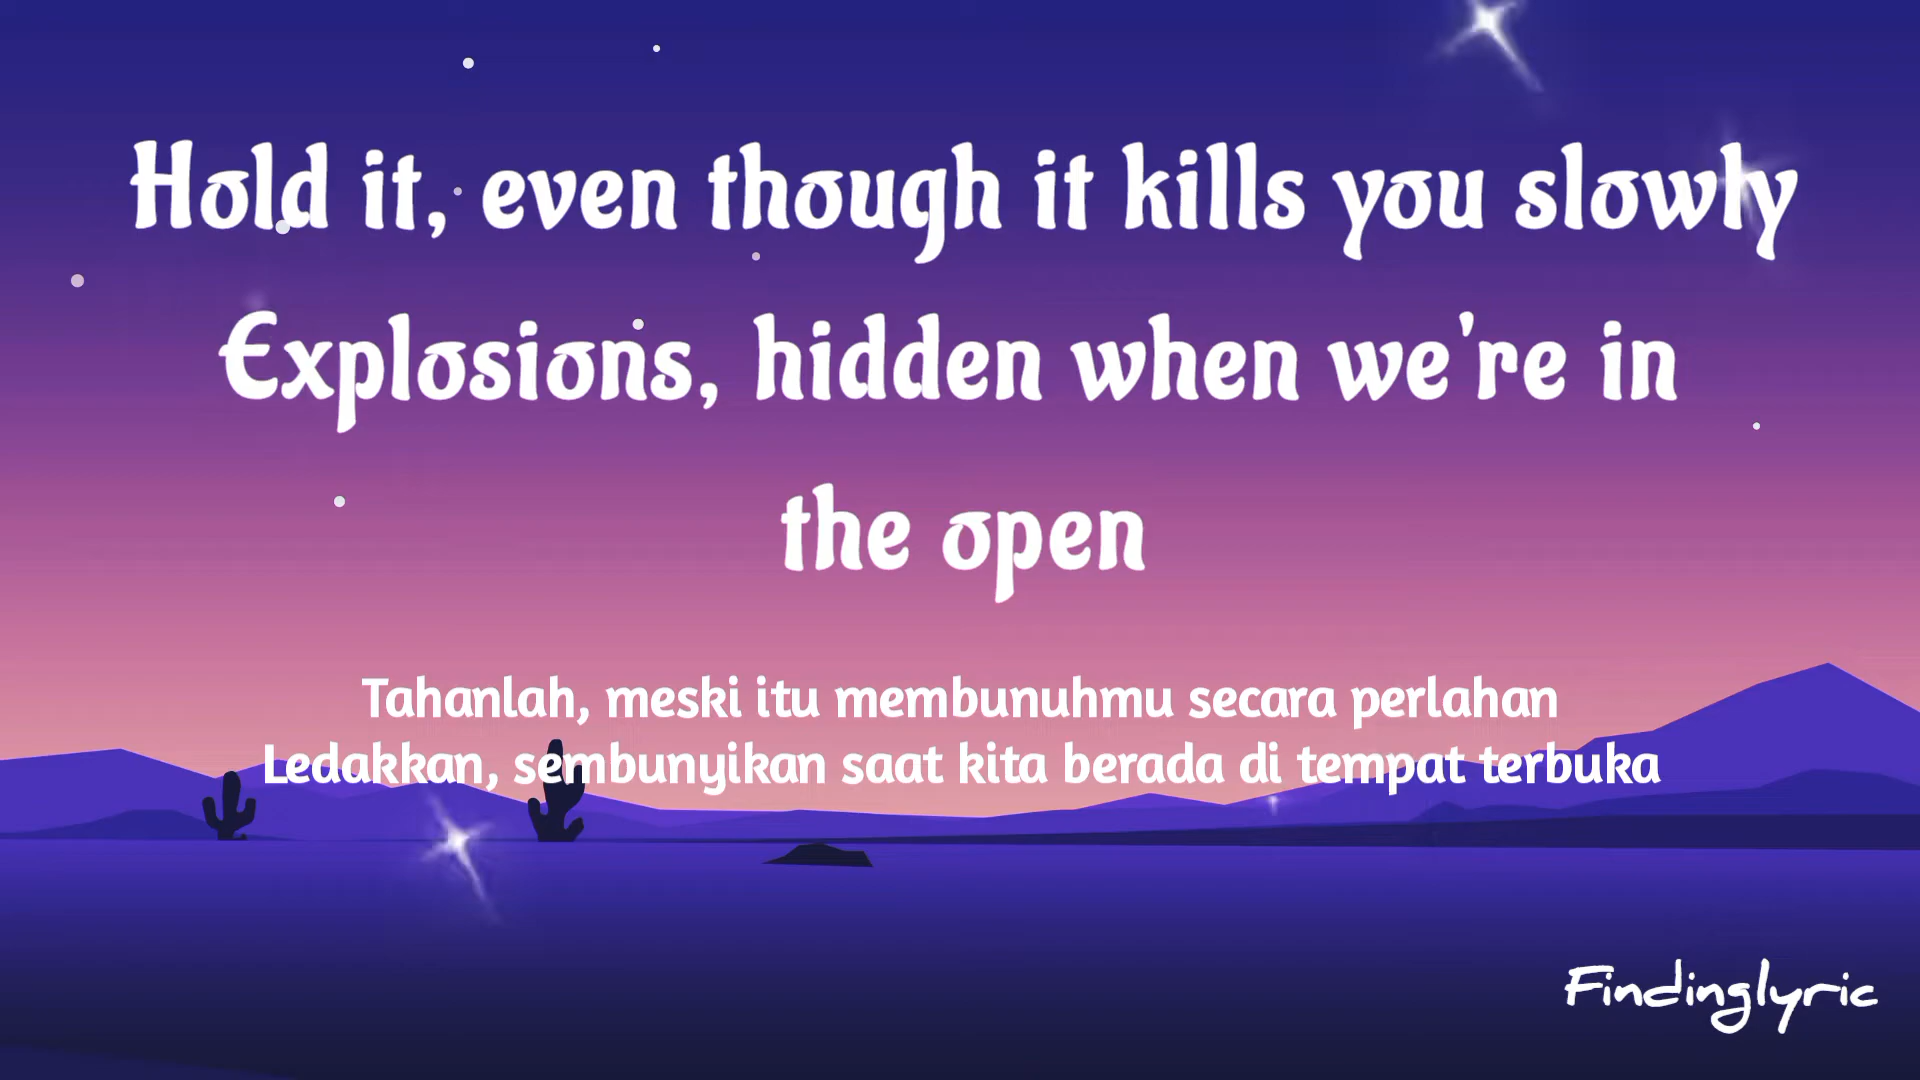 Hold it, even though it kills you slowly
Explosions, hidden when we're in
the open
Tahanlah, meski itu membunuhmu secara perlahan
Ledakkan, sembunyikan saat kita berada di tempat terbuka
Findinglyric